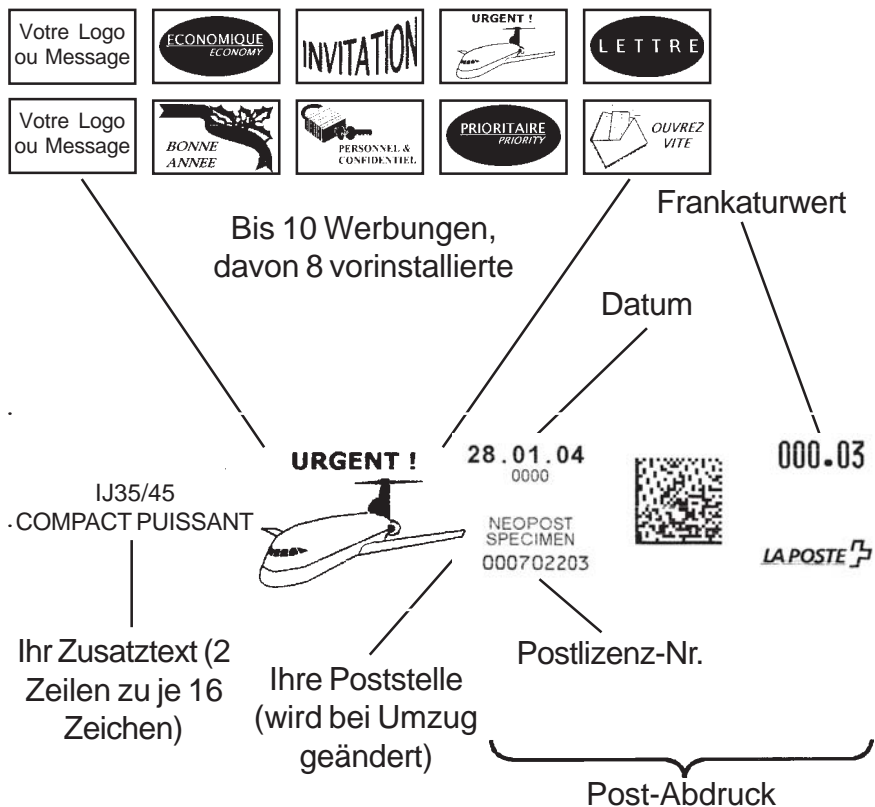 Votre Logo
ou Message
ECONOMIQUE
ECONOMY
INVITATION
URGENT !
LETTRE
Votre Logo
ou Message
BONNE
ANNEE
PERSONNEL &
CONFIDENTIEL
PRIORITAIRE
PRIORITY
OUVREZ
VITE
Frankaturwert
Bis 10 Werbungen,
davon 8 vorinstallierte
Datum
URGENT !
28.01.04
0000
000.03
IJ35/45
COMPACT PUISSANT
NEOPOST
SPECIMEN
000702203
LA POSTE
Ihr Zusatztext (2
Zeilen zu je 16
Zeichen)
Ihre Poststelle
(wird bei Umzug
geändert)
Postlizenz-Nr.
Post-Abdruck